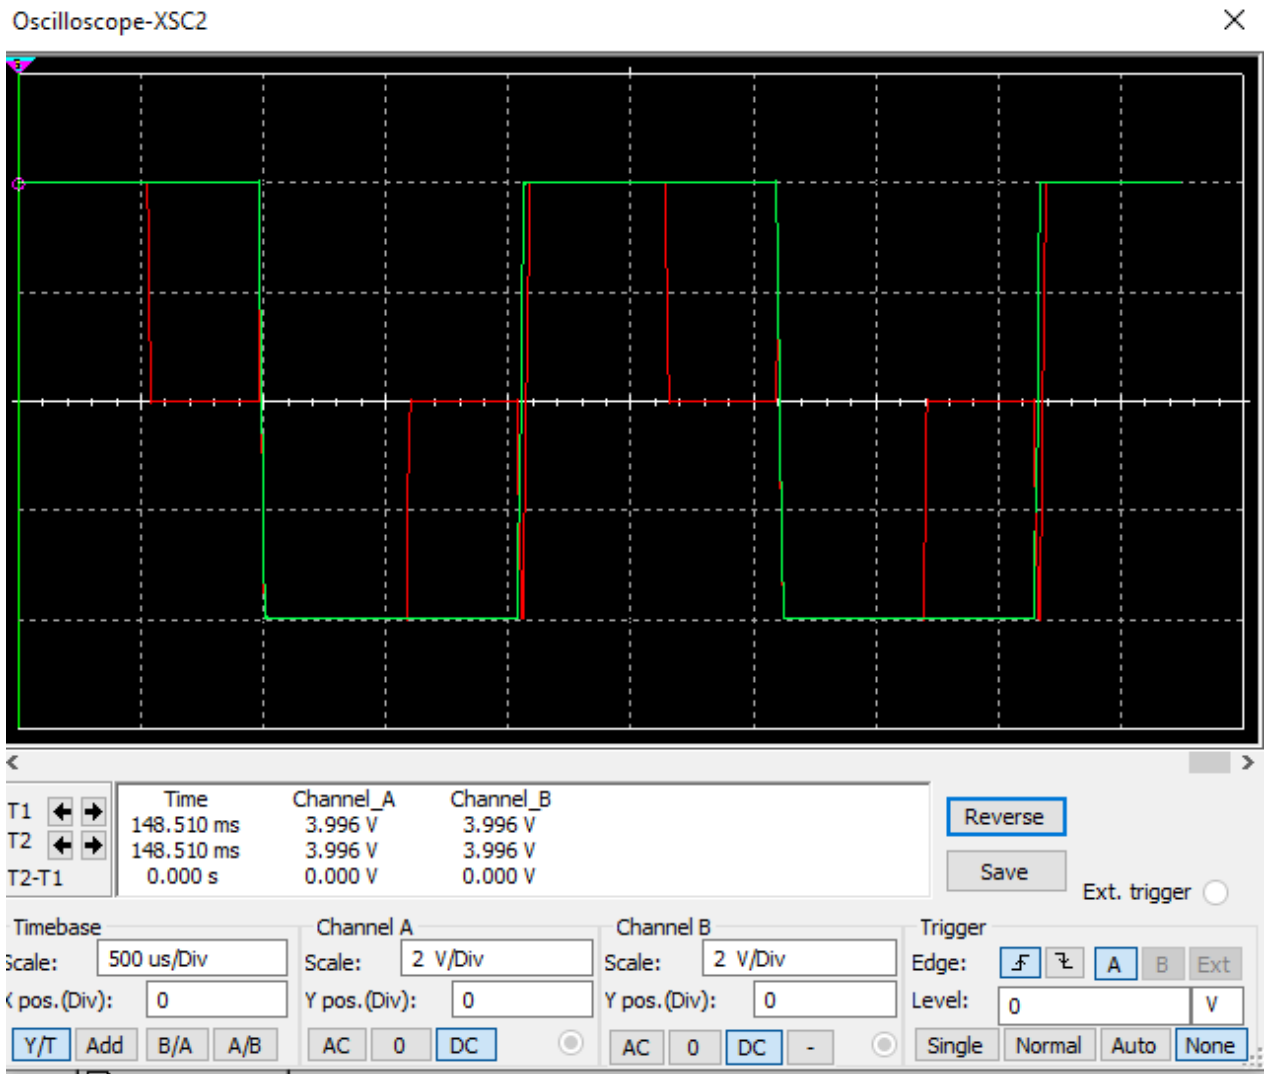 Oscilloscope-XSC2
Time Channel_A Channel_B
T1 148.510 ms 3.996 V 3.996 V
T2 148.510 ms 3.996 V 3.996 V
T2-T1 0.000 s 0.000 V 0.000 V
Reverse
Save
Ext. trigger
Timebase
Scale: 500 us/Div
X pos.(Div): 0
Y/T Add B/A A/B
Channel A
Scale: 2 V/Div
Y pos.(Div): 0
AC 0 DC
Channel B
Scale: 2 V/Div
Y pos.(Div): 0
AC 0 DC -
Trigger
Edge: A B Ext
Level: 0 V
Single Normal Auto None